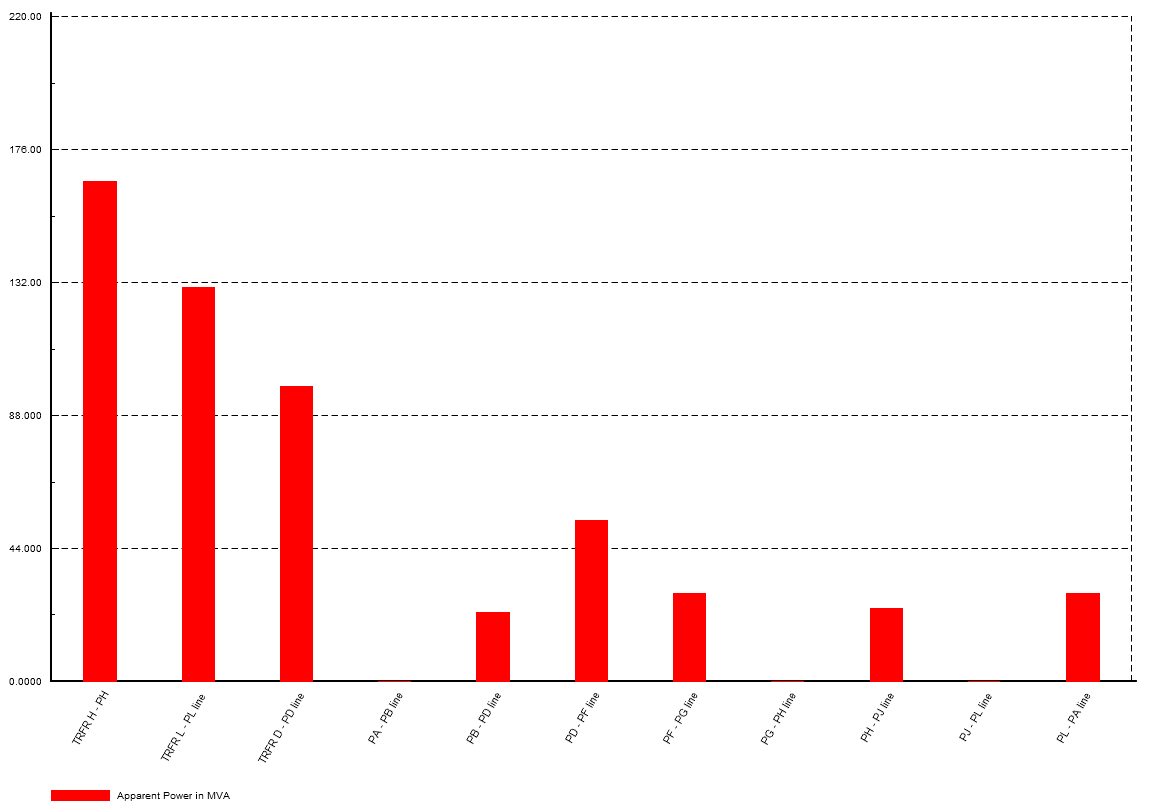 220.00
176.00
132.00
88.000
44.000
0.0000
TRFR H - PH
TRFR L - PL line
TRFR D - PD line
PA - PB line
PB - PD line
PD - PF line
PF - PG line
PG - PH line
PH - PJ line
PJ - PL line
PL - PA line
Apparent Power in MVA